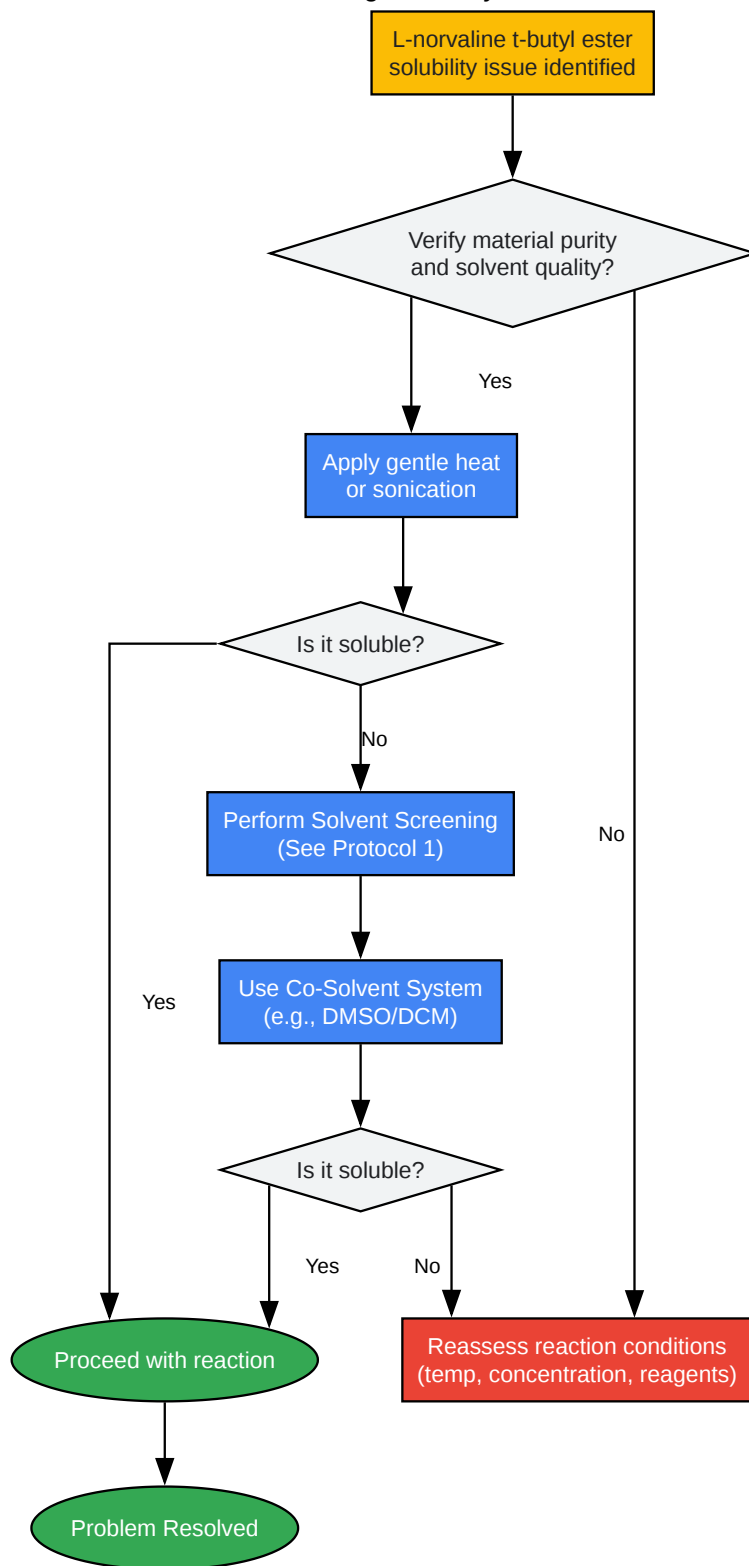 L-norvaline t-butyl ester
solubility issue identified
Verify material purity
and solvent quality?
Yes
Apply gentle heat
or sonication
Is it soluble?
No
Perform Solvent Screening
(See Protocol 1)
No
Use Co-Solvent System
(e.g., DMSO/DCM)
Yes
Is it soluble?
Yes
No
Proceed with reaction
Reassess reaction conditions
(temp, concentration, reagents)
Problem Resolved